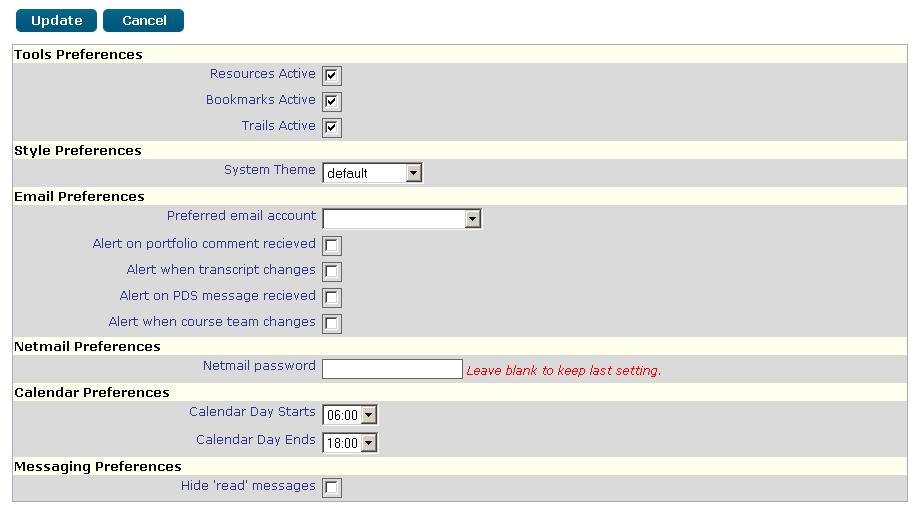 Update Cancel
Tools Preferences
Resources Active
Bookmarks Active
Trails Active
Style Preferences
System Theme default
Email Preferences
Preferred email account
Alert on portfolio comment recieved
Alert when transcript changes
Alert on PDS message recieved
Alert when course team changes
Netmail Preferences
Netmail password Leave blank to keep last setting.
Calendar Preferences
Calendar Day Starts 06:00
Calendar Day Ends 18:00
Messaging Preferences
Hide 'read' messages